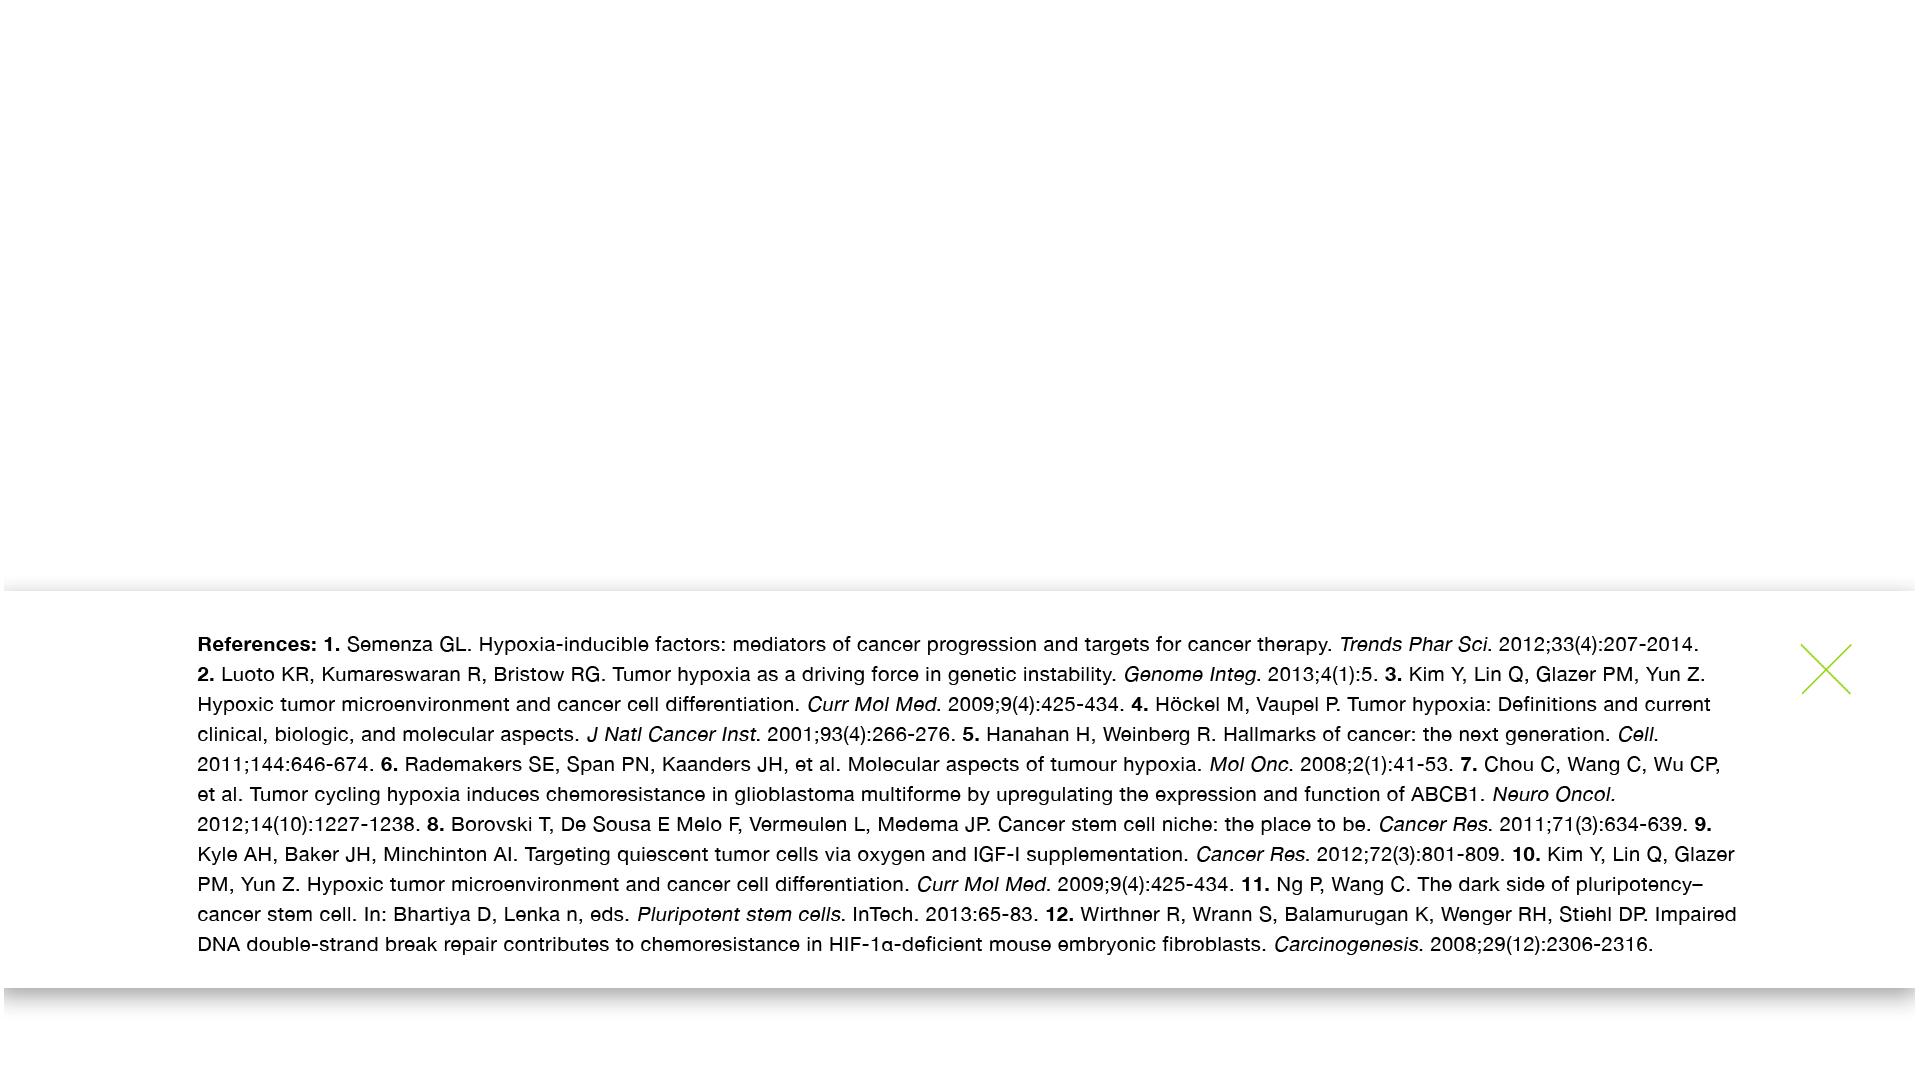 References: 1. Semenza GL. Hypoxia-inducible factors: mediators of cancer progression and targets for cancer therapy. Trends Phar Sci. 2012;33(4):207-2014.
2. Luoto KR, Kumareswaran R, Bristow RG. Tumor hypoxia as a driving force in genetic instability. Genome Integ. 2013;4(1):5. 3. Kim Y, Lin Q, Glazer PM, Yun Z.
Hypoxic tumor microenvironment and cancer cell differentiation. Curr Mol Med. 2009;9(4):425-434. 4. Höckel M, Vaupel P. Tumor hypoxia: Definitions and current
clinical, biologic, and molecular aspects. J Natl Cancer Inst. 2001;93(4):266-276. 5. Hanahan H, Weinberg R. Hallmarks of cancer: the next generation. Cell.
2011;144:646-674. 6. Rademakers SE, Span PN, Kaanders JH, et al. Molecular aspects of tumour hypoxia. Mol Onc. 2008;2(1):41-53. 7. Chou C, Wang C, Wu CP,
et al. Tumor cycling hypoxia induces chemoresistance in glioblastoma multiforme by upregulating the expression and function of ABCB1. Neuro Oncol.
2012;14(10):1227-1238. 8. Borovski T, De Sousa E Melo F, Vermeulen L, Medema JP. Cancer stem cell niche: the place to be. Cancer Res. 2011;71(3):634-639. 9.
Kyle AH, Baker JH, Minchinton AI. Targeting quiescent tumor cells via oxygen and IGF-I supplementation. Cancer Res. 2012;72(3):801-809. 10. Kim Y, Lin Q, Glazer
PM, Yun Z. Hypoxic tumor microenvironment and cancer cell differentiation. Curr Mol Med. 2009;9(4):425-434. 11. Ng P, Wang C. The dark side of pluripotency–
cancer stem cell. In: Bhartiya D, Lenka n, eds. Pluripotent stem cells. InTech. 2013:65-83. 12. Wirthner R, Wrann S, Balamurugan K, Wenger RH, Stiehl DP. Impaired
DNA double-strand break repair contributes to chemoresistance in HIF-1α-deficient mouse embryonic fibroblasts. Carcinogenesis. 2008;29(12):2306-2316.